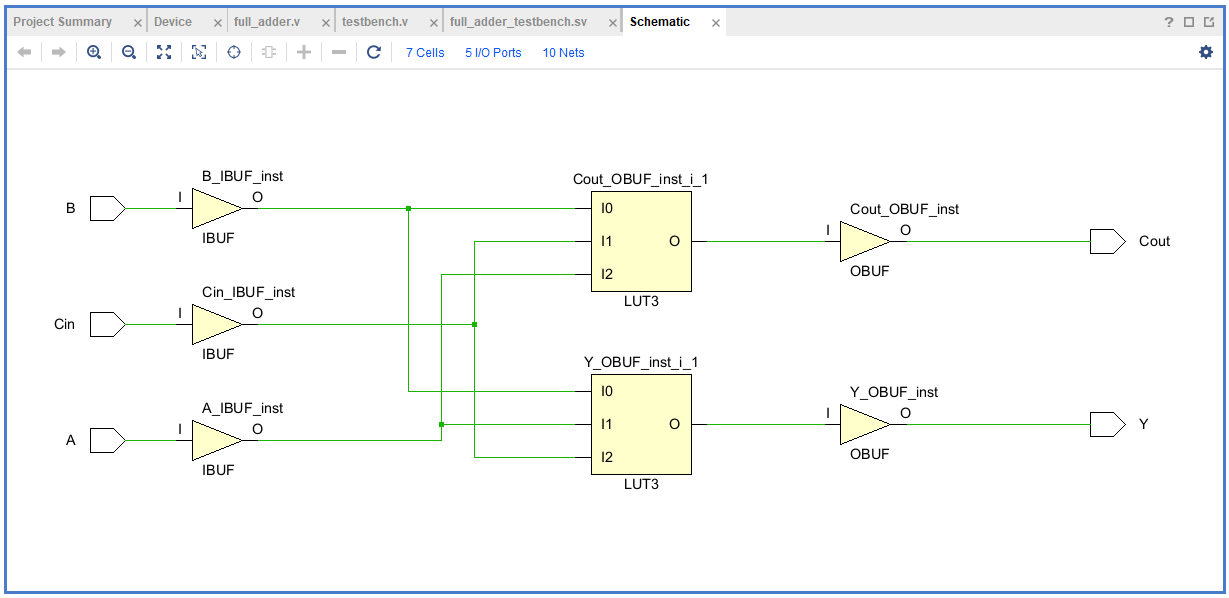 Project Summary × Device × full_adder.v × testbench.v × full_adder_testbench.sv × Schematic × ?
7 Cells 5 I/O Ports 10 Nets
B_IBUF_inst
B I O
IBUF
Cout_OBUF_inst_i_1
I0
I1 O
I2
LUT3
Cout_OBUF_inst
I O Cout
OBUF
Cin_IBUF_inst
Cin I O
IBUF
Y_OBUF_inst_i_1
I0
I1 O
I2
LUT3
Y_OBUF_inst
I O Y
OBUF
A_IBUF_inst
A I O
IBUF